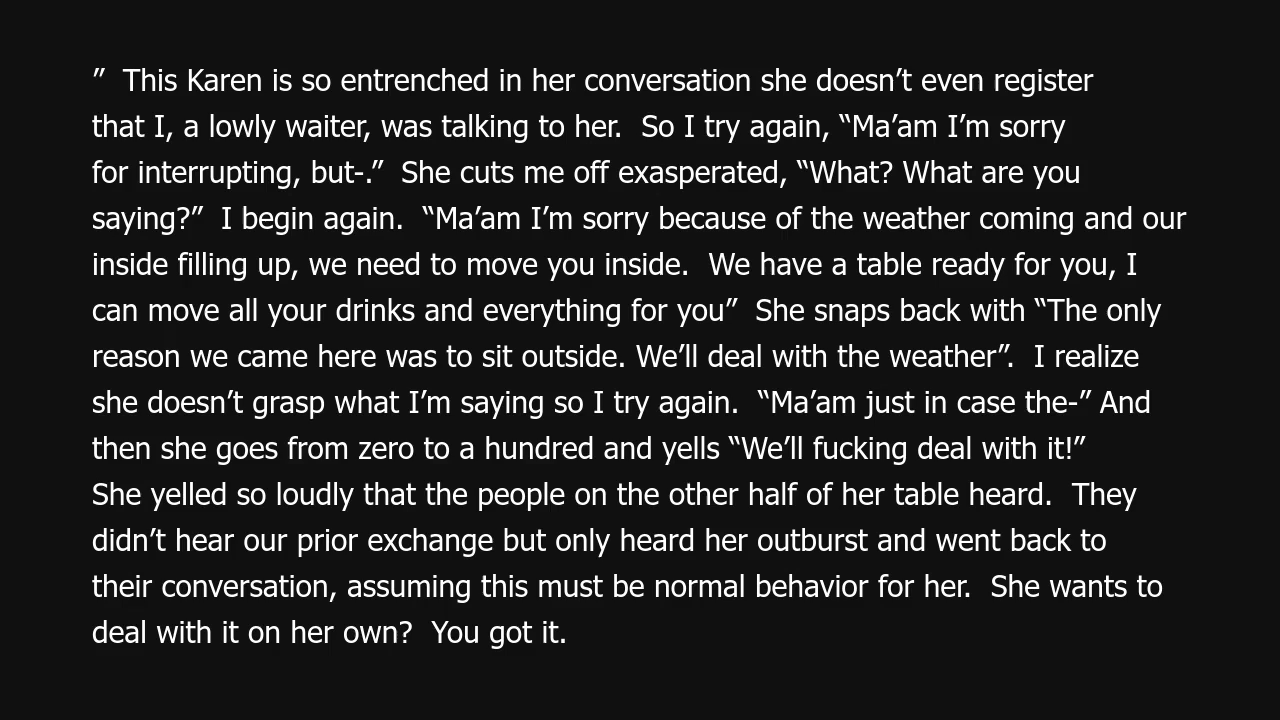 ”  This Karen is so entrenched in her conversation she doesn’t even register
that I, a lowly waiter, was talking to her.  So I try again, “Ma’am I’m sorry
for interrupting, but-.”  She cuts me off exasperated, “What? What are you
saying?”  I begin again.  “Ma’am I’m sorry because of the weather coming and our
inside filling up, we need to move you inside.  We have a table ready for you, I
can move all your drinks and everything for you”  She snaps back with “The only
reason we came here was to sit outside. We’ll deal with the weather”.  I realize
she doesn’t grasp what I’m saying so I try again.  “Ma’am just in case the-” And
then she goes from zero to a hundred and yells “We’ll fucking deal with it!”
She yelled so loudly that the people on the other half of her table heard.  They
didn’t hear our prior exchange but only heard her outburst and went back to
their conversation, assuming this must be normal behavior for her.  She wants to
deal with it on her own?  You got it.